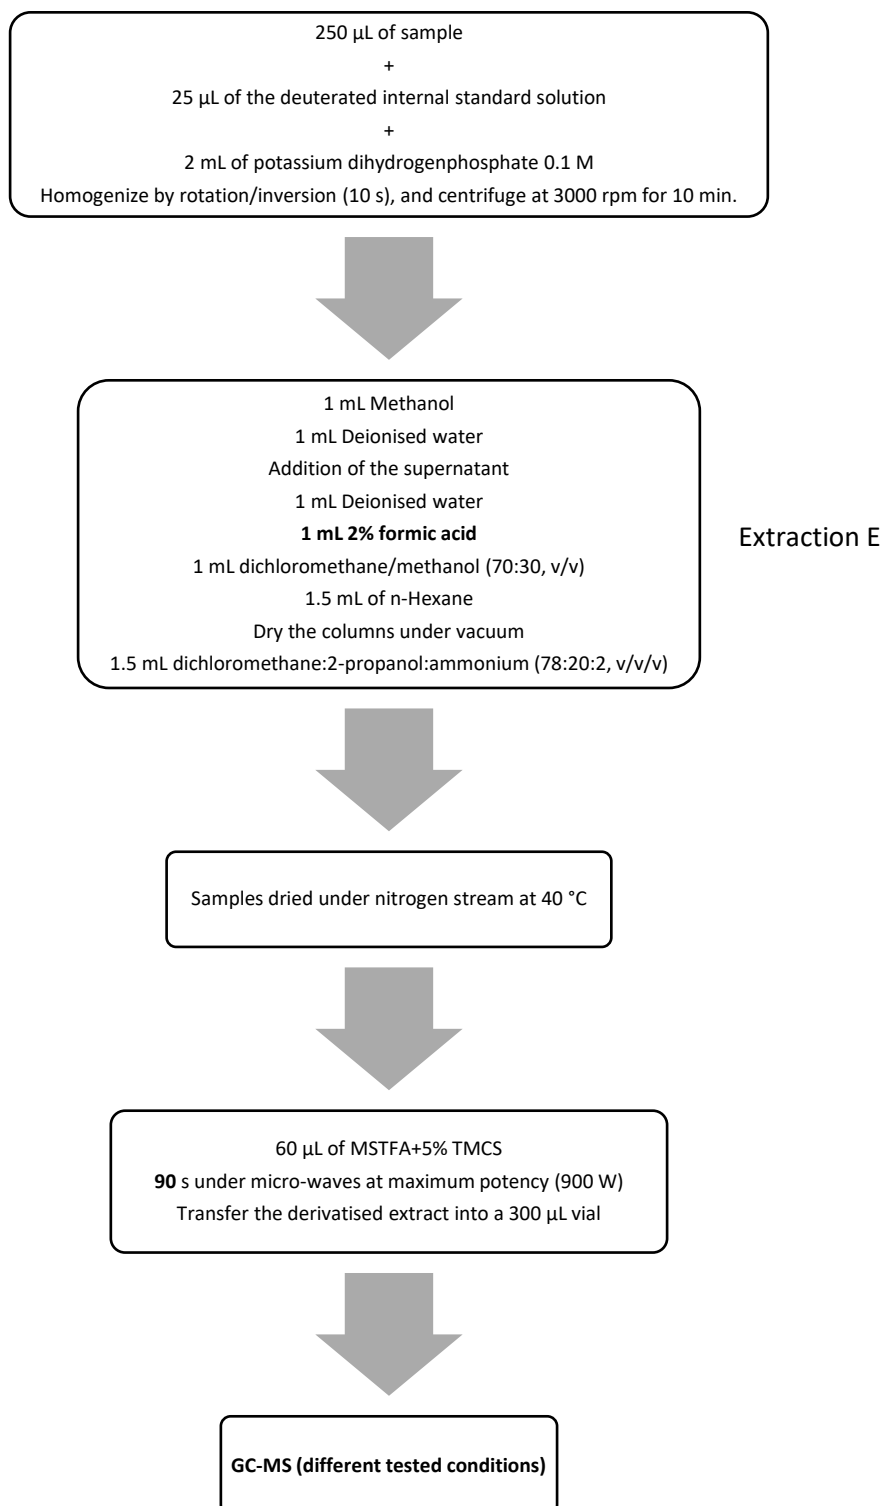 250 µL of sample
+
25 µL of the deuterated internal standard solution
+
2 mL of potassium dihydrogenphosphate 0.1 M
Homogenize by rotation/inversion (10 s), and centrifuge at 3000 rpm for 10 min.
1 mL Methanol
1 mL Deionised water
Addition of the supernatant
1 mL Deionised water
1 mL 2% formic acid
1 mL dichloromethane/methanol (70:30, v/v)
1.5 mL of n-Hexane
Dry the columns under vacuum
1.5 mL dichloromethane:2-propanol:ammonium (78:20:2, v/v/v)
Extraction E
Samples dried under nitrogen stream at 40 °C
60 µL of MSTFA+5% TMCS
90 s under micro-waves at maximum potency (900 W)
Transfer the derivatised extract into a 300 µL vial
GC-MS (different tested conditions)